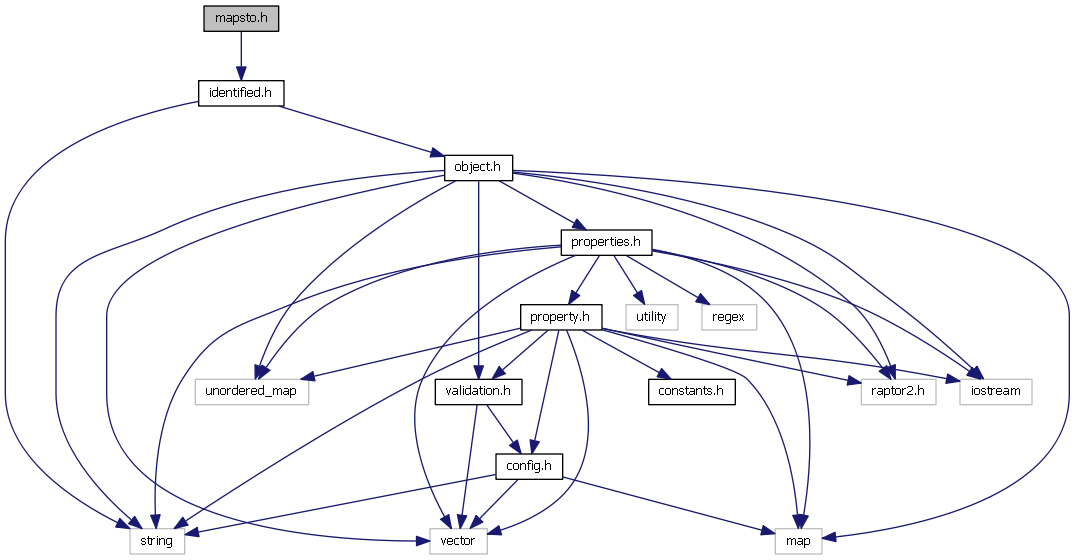 mapsto.h
identified.h
object.h
properties.h
property.h
utility
regex
unordered_map
validation.h
constants.h
raptor2.h
iostream
config.h
string
vector
map